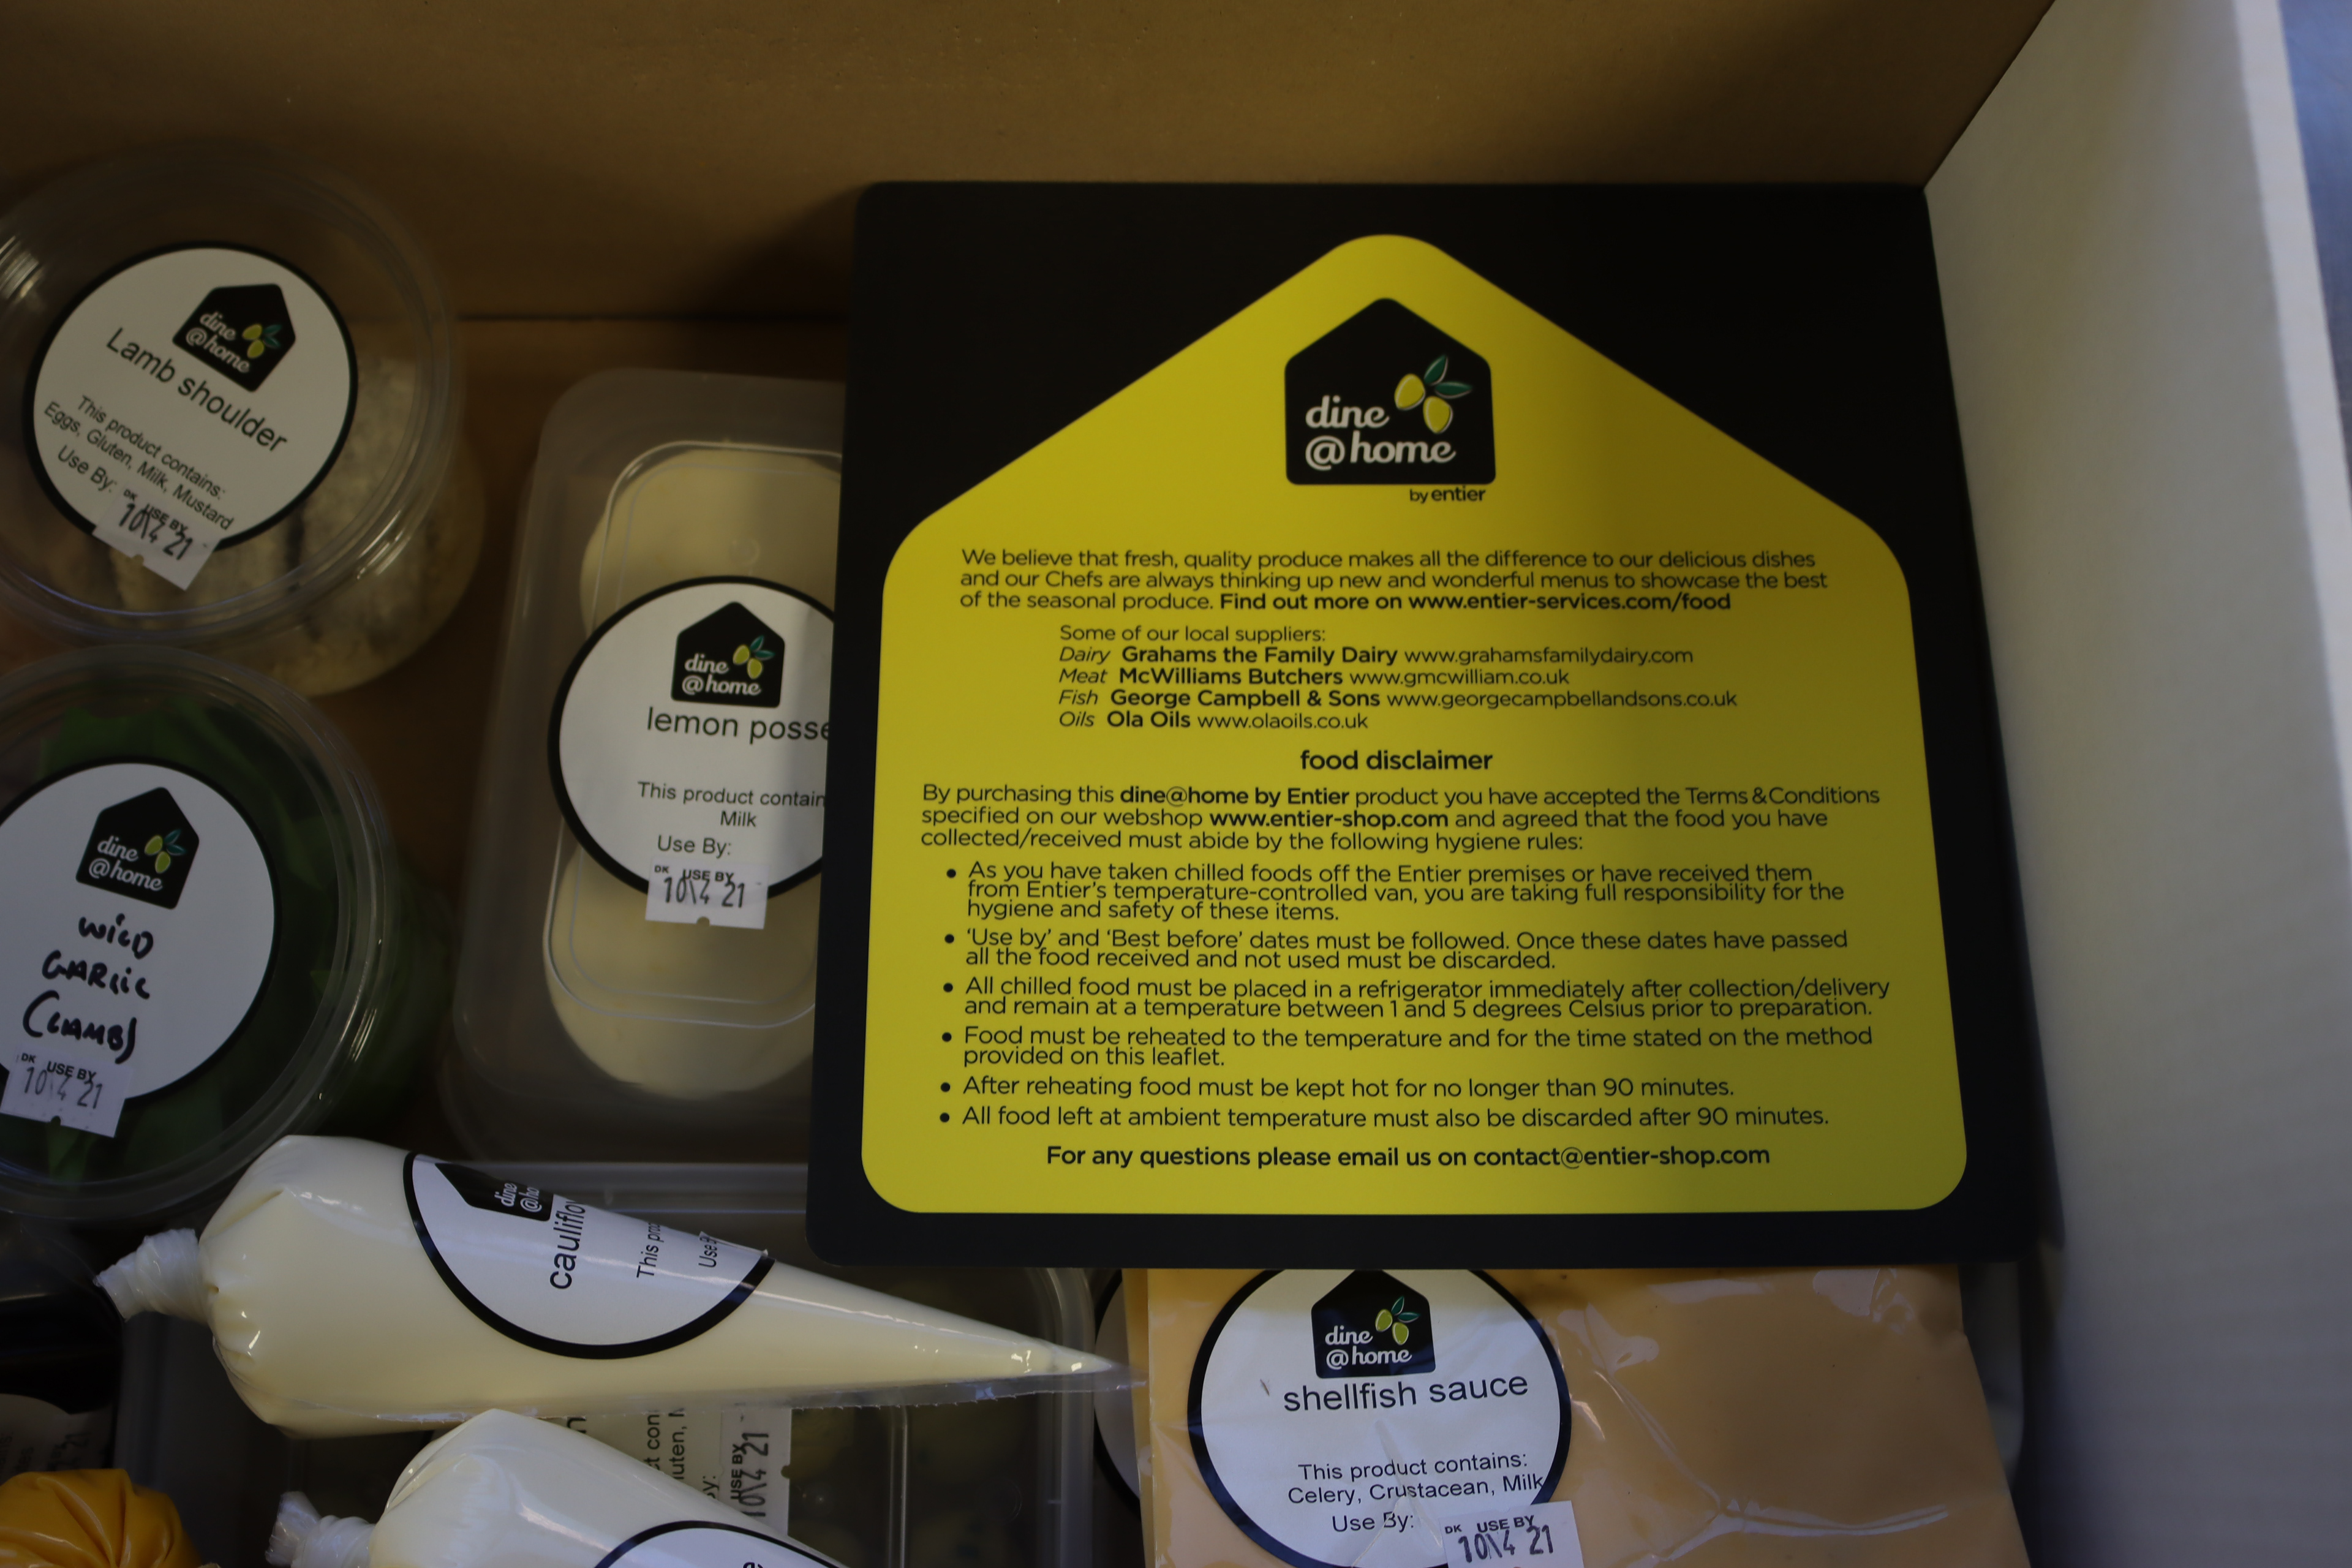 dine
@home
Lamb shoulder
This product contains:
Eggs, Gluten, Milk, Mustard
Use By:
DK USE BY
10\4 21
dine
@home
lemon posse
This product contain
Milk
Use By:
DK USE BY
10\4 21
dine
@home
WILD
GARLIC
(LAMB)
DK USE BY
10\4 21
dine
@home
by entier
We believe that fresh, quality produce makes all the difference to our delicious dishes
and our Chefs are always thinking up new and wonderful menus to showcase the best
of the seasonal produce. Find out more on www.entier-services.com/food
Some of our local suppliers:
Dairy Grahams the Family Dairy www.grahamsfamilydairy.com
Meat McWilliams Butchers www.gmcwilliam.co.uk
Fish George Campbell & Sons www.georgecampbellandsons.co.uk
Oils Ola Oils www.olaoils.co.uk
food disclaimer
By purchasing this dine@home by Entier product you have accepted the Terms & Conditions
specified on our webshop www.entier-shop.com and agreed that the food you have
collected/received must abide by the following hygiene rules:
• As you have taken chilled foods off the Entier premises or have received them
from Entier's temperature-controlled van, you are taking full responsibility for the
hygiene and safety of these items.
• 'Use by' and 'Best before' dates must be followed. Once these dates have passed
all the food received and not used must be discarded.
• All chilled food must be placed in a refrigerator immediately after collection/delivery
and remain at a temperature between 1 and 5 degrees Celsius prior to preparation.
• Food must be reheated to the temperature and for the time stated on the method
provided on this leaflet.
• After reheating food must be kept hot for no longer than 90 minutes.
• All food left at ambient temperature must also be discarded after 90 minutes.
For any questions please email us on contact@entier-shop.com
dine
@ho
cauliflo
This pro
Use B
t con
luten, M
y:
USE BY
10\4 21
dine
@home
shellfish sauce
This product contains:
Celery, Crustacean, Milk
Use By:
DK USE BY
10\4 21